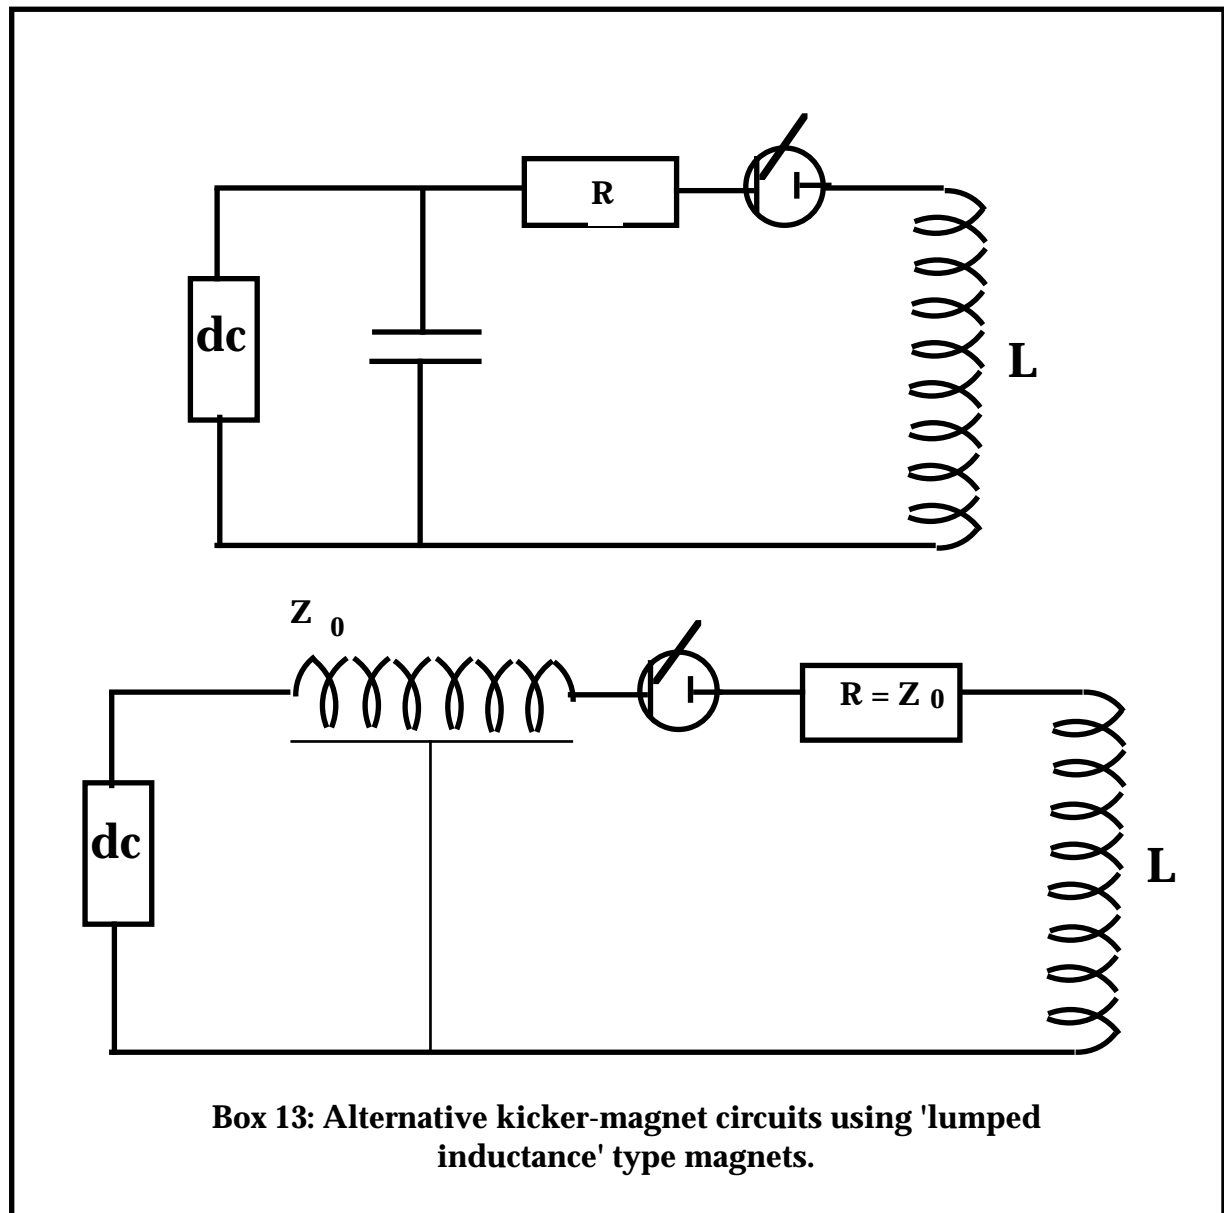 R
dc
L
Z 0
R = Z 0
dc
L
Box 13: Alternative kicker-magnet circuits using 'lumped
inductance' type magnets.